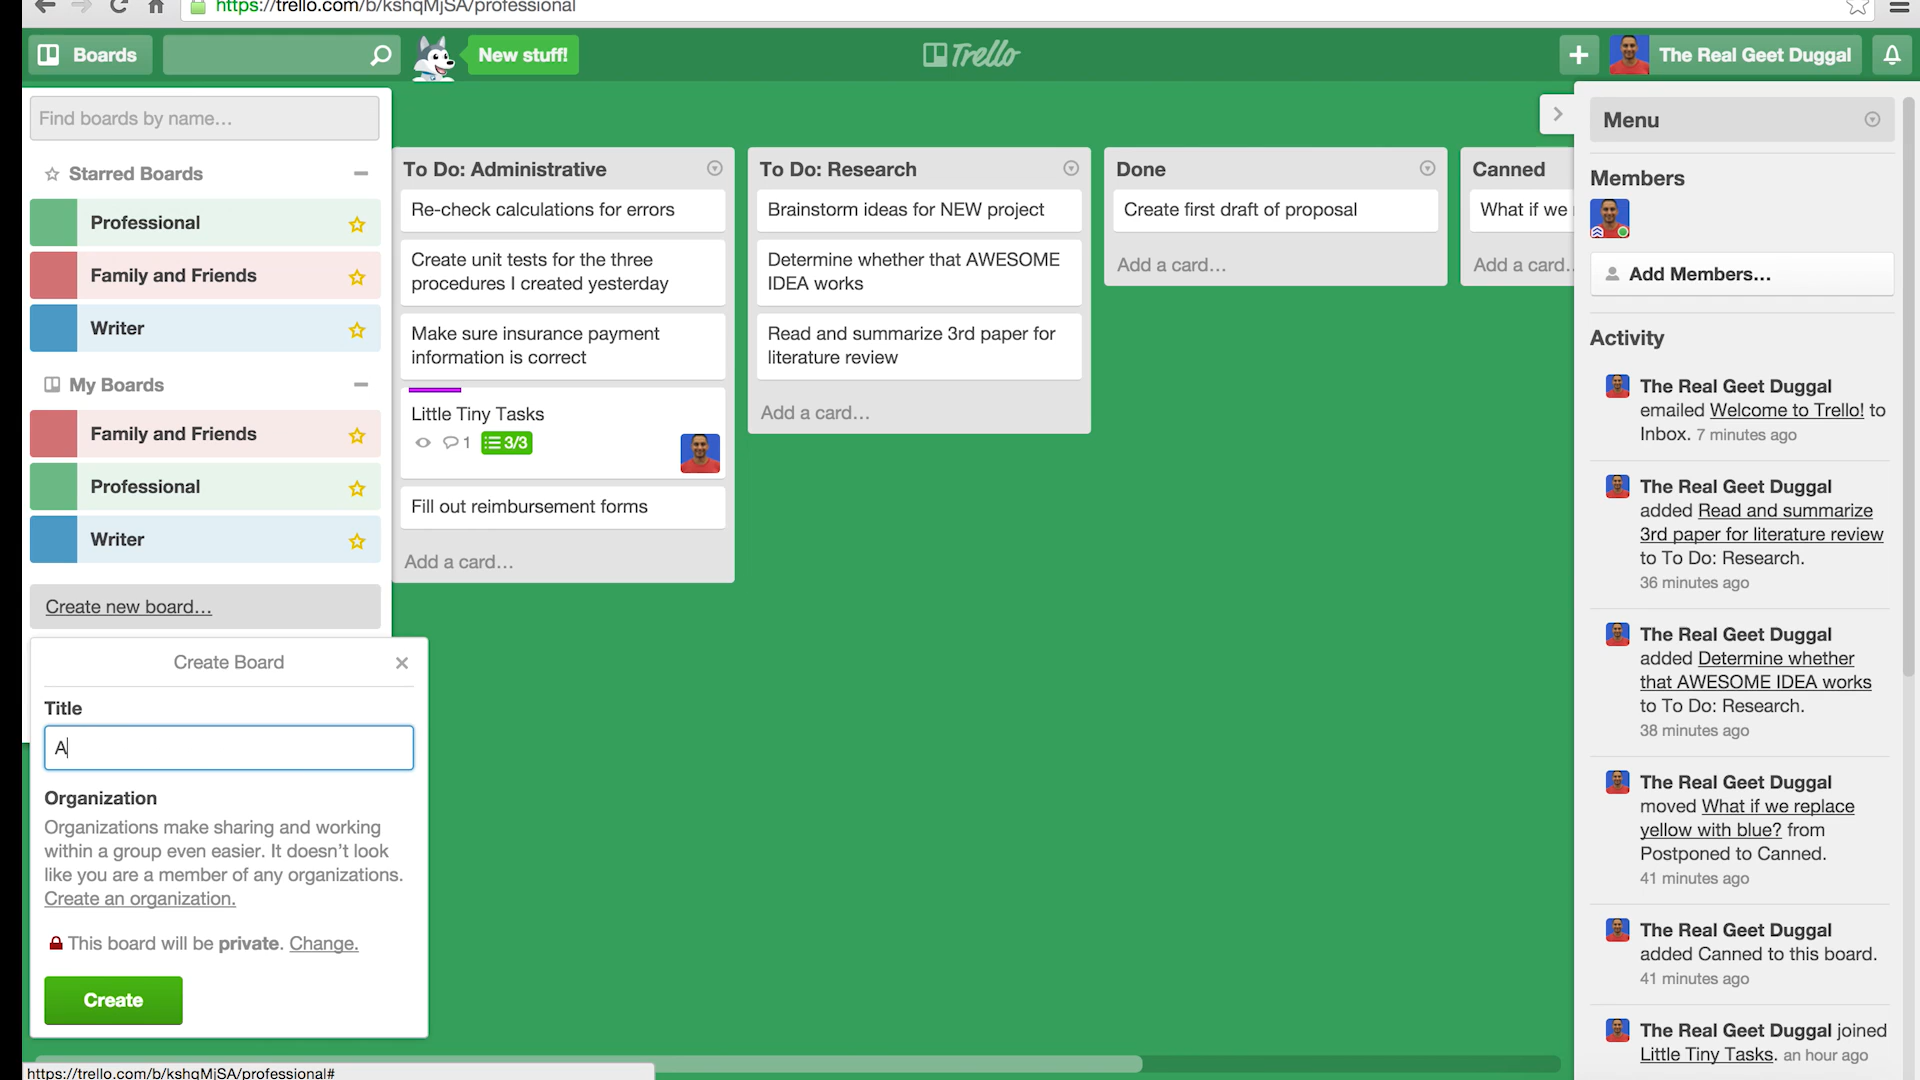 https://trello.com/b/kshqMjSA/professional
Boards
New stuff!
Trello
The Real Geet Duggal
Find boards by name…
Starred Boards
Professional
Family and Friends
Writer
My Boards
Family and Friends
Professional
Writer
Create new board…
Create Board
Title
A
Organization
Organizations make sharing and working
within a group even easier. It doesn’t look
like you are a member of any organizations.
Create an organization.
This board will be private. Change.
Create
To Do: Administrative
Re-check calculations for errors
Create unit tests for the three
procedures I created yesterday
Make sure insurance payment
information is correct
Little Tiny Tasks
1
3/3
Fill out reimbursement forms
Add a card…
To Do: Research
Brainstorm ideas for NEW project
Determine whether that AWESOME
IDEA works
Read and summarize 3rd paper for
literature review
Add a card…
Done
Create first draft of proposal
Add a card…
Canned
What if we
Add a card…
Menu
Members
Add Members…
Activity
The Real Geet Duggal
emailed Welcome to Trello! to
Inbox. 7 minutes ago
The Real Geet Duggal
added Read and summarize
3rd paper for literature review
to To Do: Research.
36 minutes ago
The Real Geet Duggal
added Determine whether
that AWESOME IDEA works
to To Do: Research.
38 minutes ago
The Real Geet Duggal
moved What if we replace
yellow with blue? from
Postponed to Canned.
41 minutes ago
The Real Geet Duggal
added Canned to this board.
41 minutes ago
The Real Geet Duggal joined
Little Tiny Tasks. an hour ago
https://trello.com/b/kshqMjSA/professional#